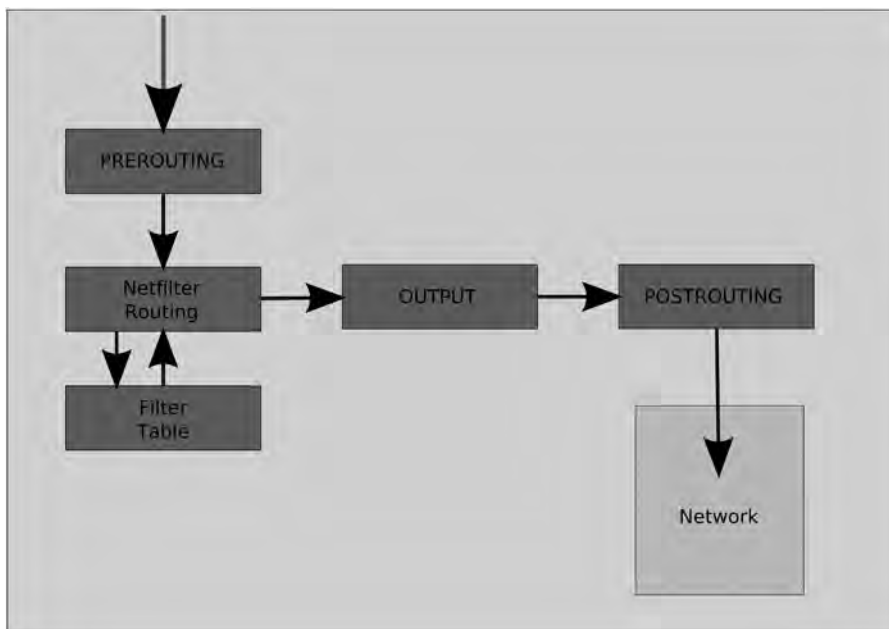 PREROUTING
Netfilter
Routing
OUTPUT
POSTROUTING
Filter
Table
Network